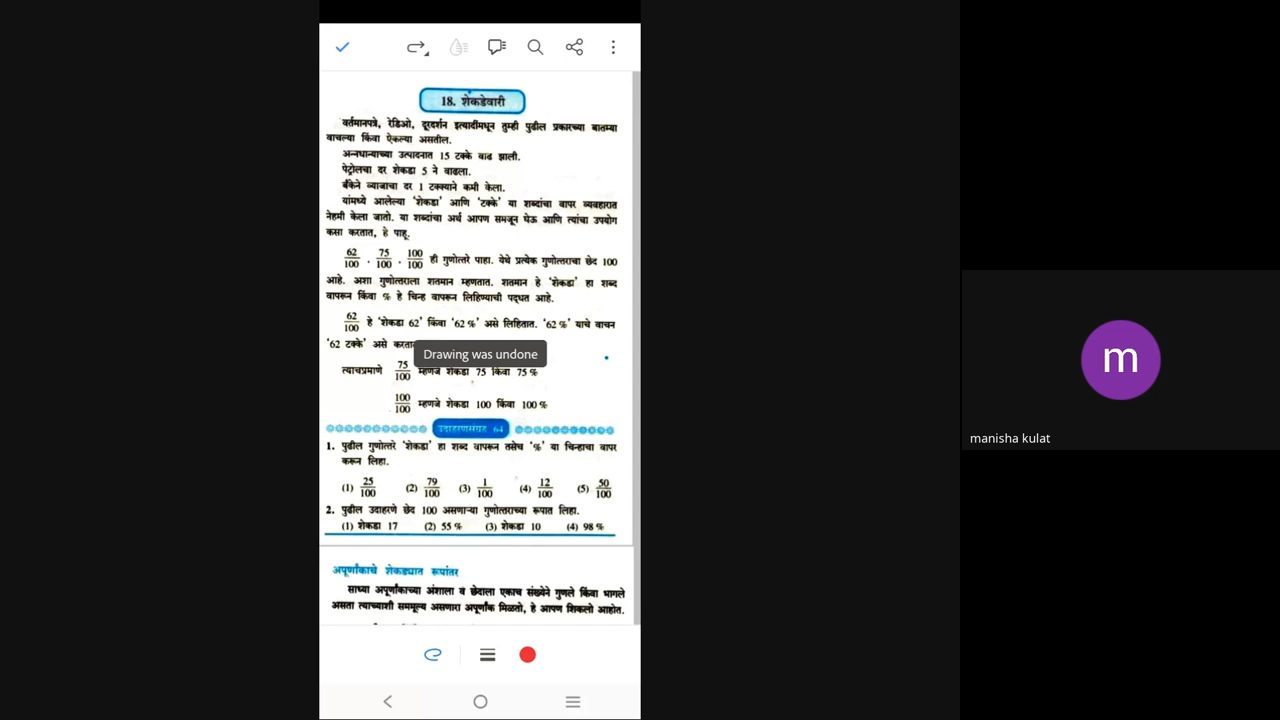 18. शेकडेवारी
वर्तमानपत्रे, रेडिओ, दूरदर्शन इत्यादींमधून तुम्ही पुढील प्रकारच्या बातम्या
वाचल्या किंवा ऐकल्या असतील.
अन्नधान्याच्या उत्पादनात 15 टक्के वाढ झाली.
पेट्रोलचा दर शेकडा 5 ने वाढला.
बँकेने व्याजाचा दर 1 टक्क्याने कमी केला.
यांमध्ये आलेल्या 'शेकडा' आणि 'टक्के' या शब्दांचा वापर व्यवहारात
नेहमी केला जातो. या शब्दांचा अर्थ आपण समजून घेऊ आणि त्यांचा उपयोग
कसा करतात, हे पाहू.
62/100 . 75/100 . 100/100 ही गुणोत्तरे पाहा. येथे प्रत्येक गुणोत्तराचा छेद 100
आहे. अशा गुणोत्तराला शतमान म्हणतात. शतमान हे 'शेकडा' हा शब्द
वापरून किंवा % हे चिन्ह वापरून लिहिण्याची पद्धत आहे.
62/100 हे 'शेकडा 62' किंवा '62 %' असे लिहितात. '62 %' याचे वाचन
'62 टक्के' असे
Drawing was undone
त्याचप्रमाणे 75/100 म्हणजे शेकडा 75 किंवा 75 %
100/100 म्हणजे शेकडा 100 किंवा 100 %
उदाहरणसंग्रह 64
1. पुढील गुणोत्तरे 'शेकडा' हा शब्द वापरून तसेच '%' या चिन्हाचा वापर
करून लिहा.
(1) 25/100 (2) 79/100 (3) 1/100 (4) 12/100 (5) 50/100
2. पुढील उदाहरणे छेद 100 असणाऱ्या गुणोत्तराच्या रूपात लिहा.
(1) शेकडा 17 (2) 55 % (3) शेकडा 10 (4) 98 %
अपूर्णांकाचे शेकड्यात रूपांतर
साध्या अपूर्णांकाच्या अंशाला व छेदाला एकाच संख्येने गुणले किंवा भागले
असता त्याच्याशी सममूल्य असणारा अपूर्णांक मिळतो, हे आपण शिकलो आहोत.
m
manisha kulat